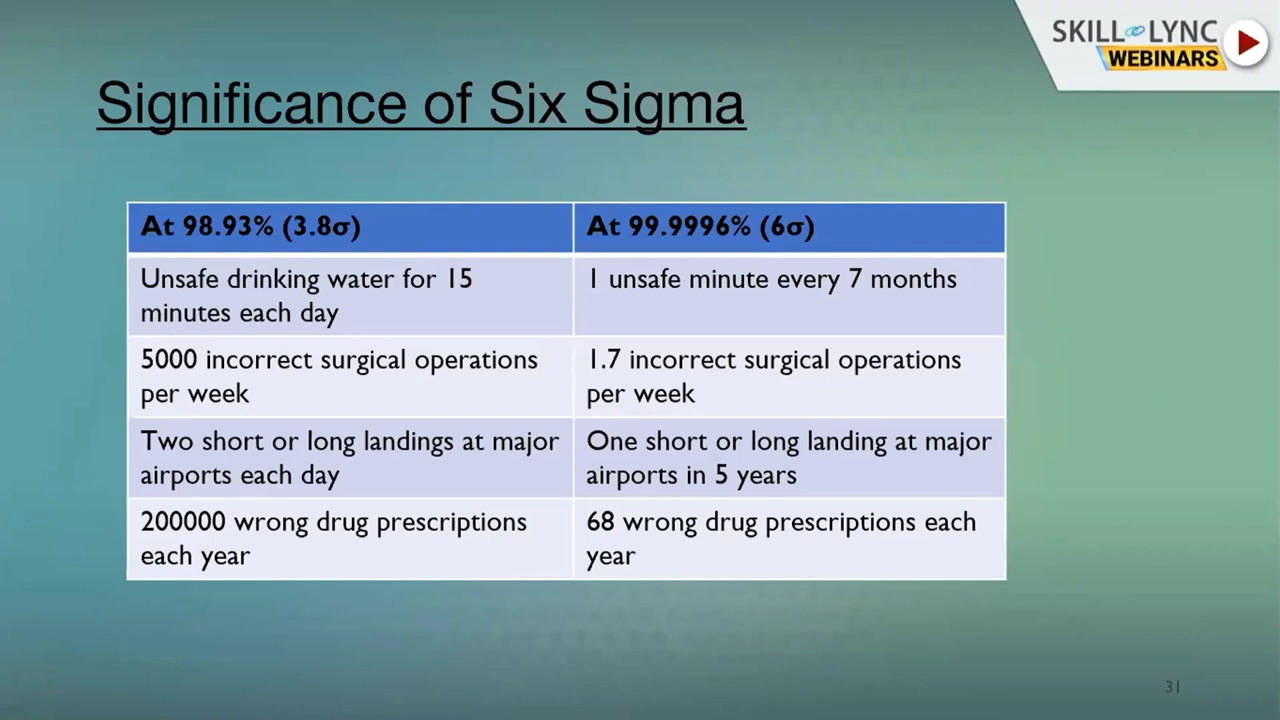 SKILL LYNC
WEBINARS
Significance of Six Sigma
At 98.93% (3.8σ)
At 99.9996% (6σ)
Unsafe drinking water for 15
minutes each day
1 unsafe minute every 7 months
5000 incorrect surgical operations
per week
1.7 incorrect surgical operations
per week
Two short or long landings at major
airports each day
One short or long landing at major
airports in 5 years
200000 wrong drug prescriptions
each year
68 wrong drug prescriptions each
year
31